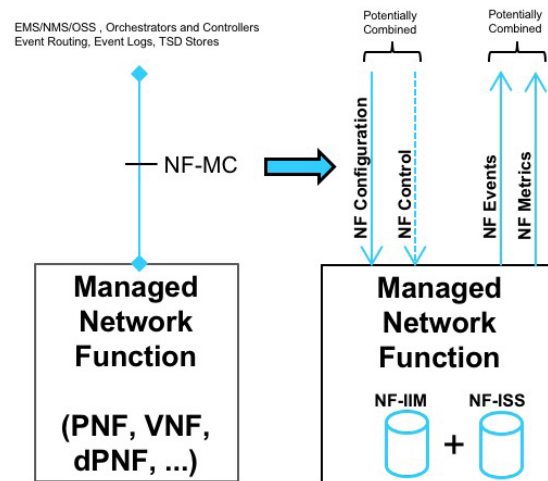 EMS/NMS/OSS , Orchestrators and Controllers
Event Routing, Event Logs, TSD Stores
NF-MC
Managed
Network
Function
(PNF, VNF,
dPNF, ...)
Potentially
Combined
Potentially
Combined
NF Configuration
NF Control
NF Events
NF Metrics
Managed
Network
Function
NF-IIM
NF-ISS
+